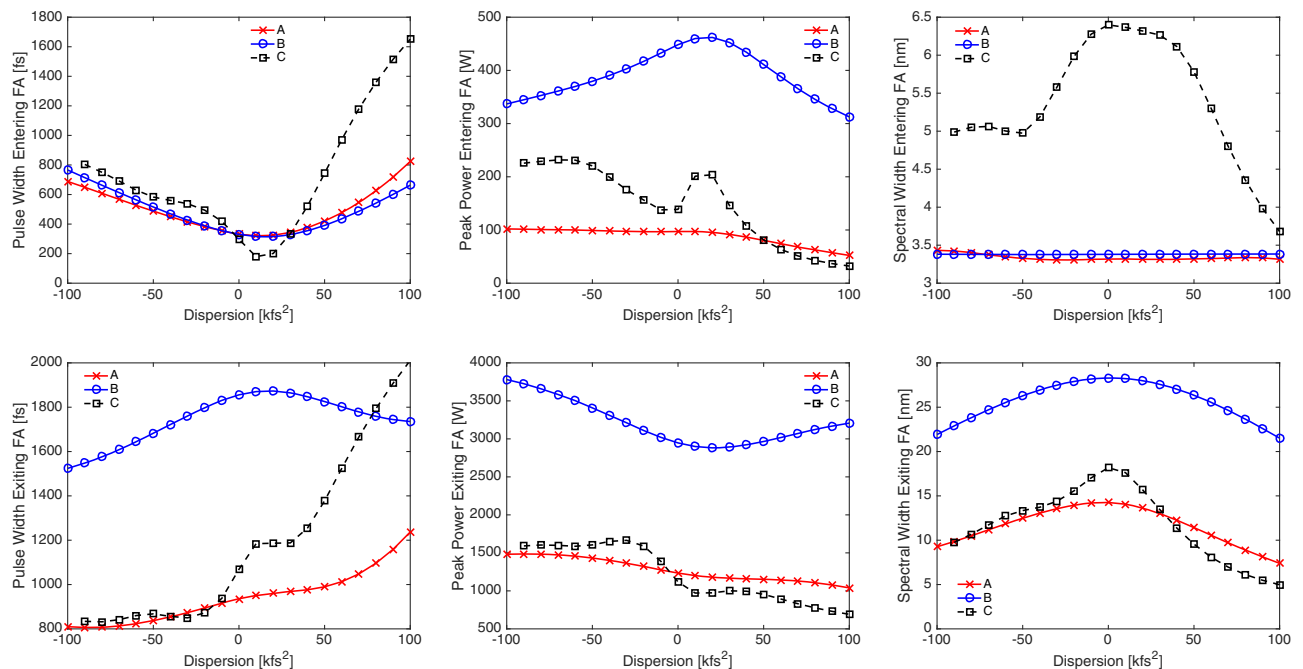 Pulse Width Entering FA [fs]
1800
1600
1400
1200
1000
800
600
400
200
0
-100 -50 0 50 100
Dispersion [kfs²]
A
B
C
Peak Power Entering FA [W]
500
400
300
200
100
0
-100 -50 0 50 100
Dispersion [kfs²]
A
B
C
Spectral Width Entering FA [nm]
6.5
6
5.5
5
4.5
4
3.5
3
-100 -50 0 50 100
Dispersion [kfs²]
A
B
C
Pulse Width Exiting FA [fs]
2000
1800
1600
1400
1200
1000
800
-100 -50 0 50 100
Dispersion [kfs²]
A
B
C
Peak Power Exiting FA [W]
4000
3500
3000
2500
2000
1500
1000
500
-100 -50 0 50 100
Dispersion [kfs²]
A
B
C
Spectral Width Exiting FA [nm]
30
25
20
15
10
5
0
-100 -50 0 50 100
Dispersion [kfs²]
A
B
C